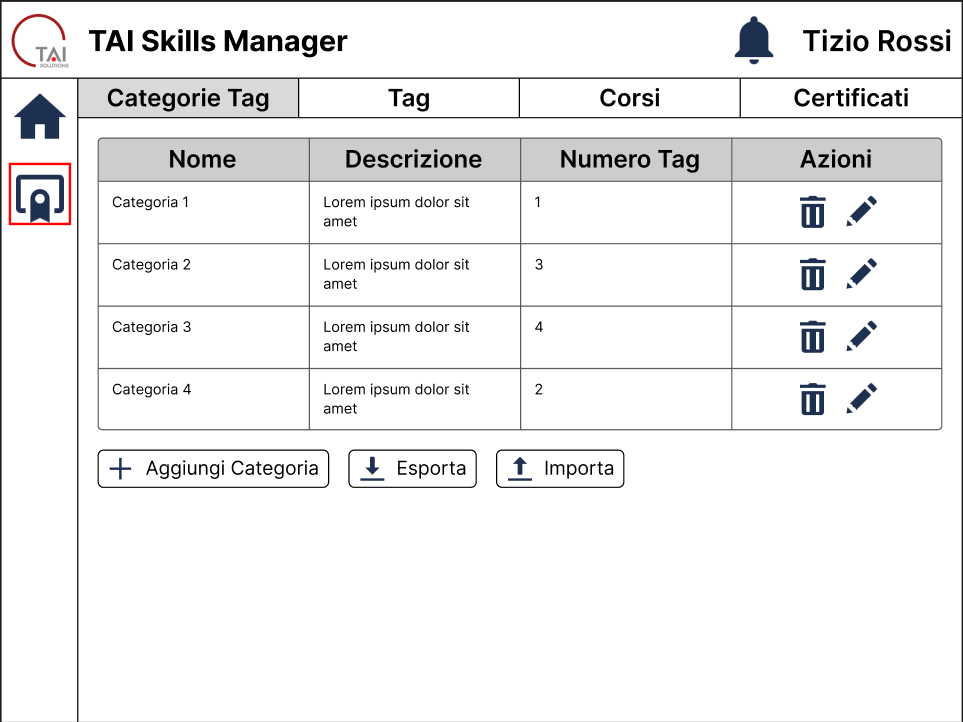 TAI
SOLUTIONS
TAI Skills Manager
Tizio Rossi
Categorie Tag
Tag
Corsi
Certificati
Nome
Descrizione
Numero Tag
Azioni
Categoria 1
Lorem ipsum dolor sit
amet
1
Categoria 2
Lorem ipsum dolor sit
amet
3
Categoria 3
Lorem ipsum dolor sit
amet
4
Categoria 4
Lorem ipsum dolor sit
amet
2
Aggiungi Categoria
Esporta
Importa